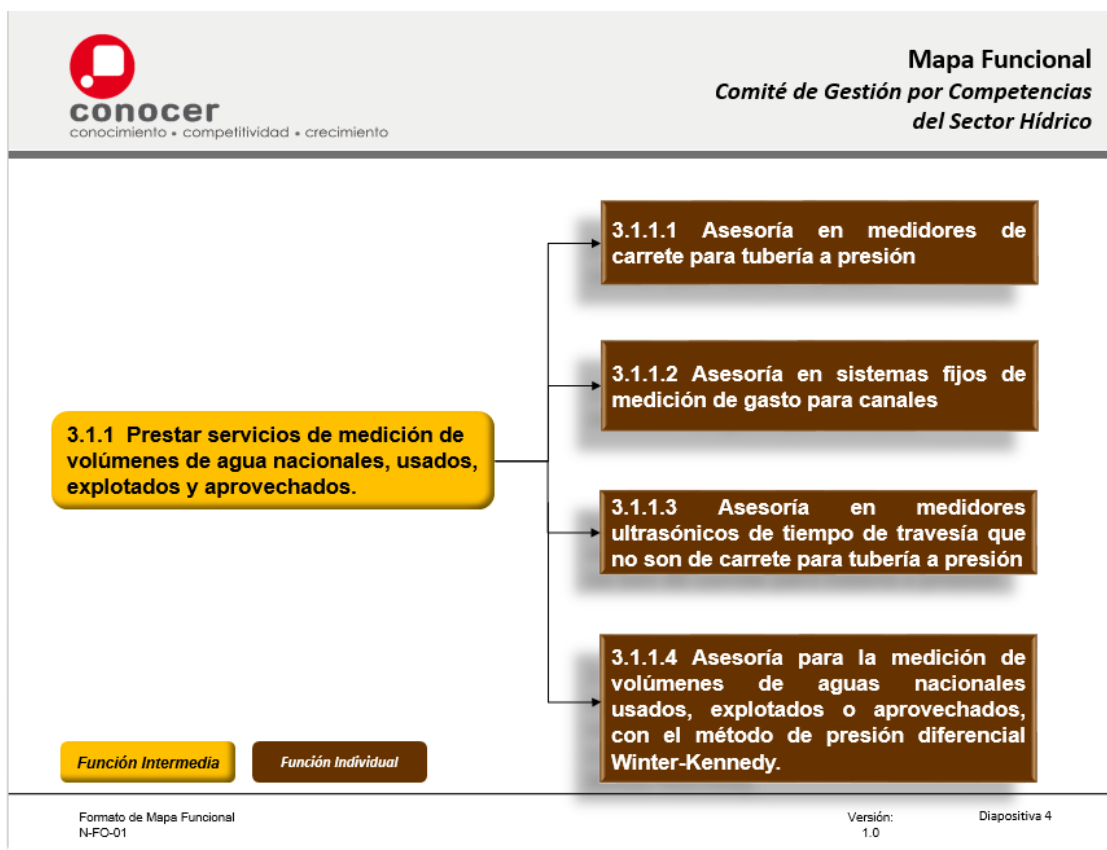 conocer
conocimiento • competitividad • crecimiento
Mapa Funcional
Comité de Gestión por Competencias
del Sector Hídrico
3.1.1 Prestar servicios de medición de
volúmenes de agua nacionales, usados,
explotados y aprovechados.
3.1.1.1 Asesoría en medidores de
carrete para tubería a presión
3.1.1.2 Asesoría en sistemas fijos de
medición de gasto para canales
3.1.1.3 Asesoría en medidores
ultrasónicos de tiempo de travesía que
no son de carrete para tubería a presión
3.1.1.4 Asesoría para la medición de
volúmenes de aguas nacionales
usados, explotados o aprovechados,
con el método de presión diferencial
Winter-Kennedy.
Función Intermedia
Función Individual
Formato de Mapa Funcional
N-FO-01
Versión:
1.0
Diapositiva 4